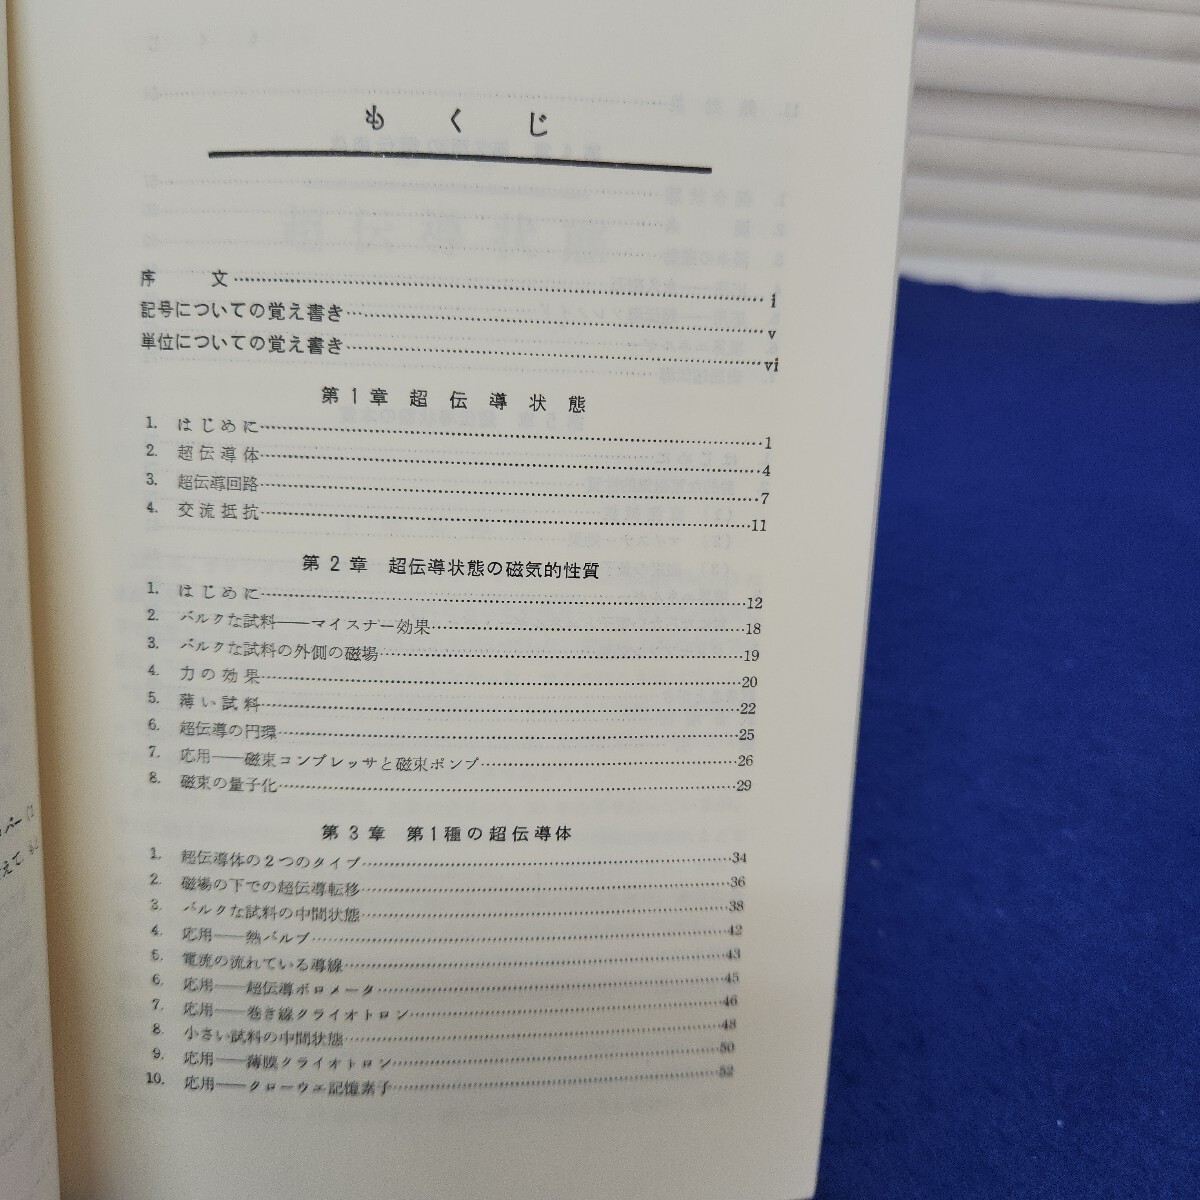 もくじ
序 文 i
記号についての覚え書き v
単位についての覚え書き vi
第1章 超伝導状態
1. はじめに 1
2. 超伝導体 4
3. 超伝導回路 7
4. 交流抵抗 11
第2章 超伝導状態の磁気的性質
1. はじめに 12
2. バルクな試料——マイスナー効果 18
3. バルクな試料の外側の磁場 19
4. 力の効果 20
5. 薄い試料 22
6. 超伝導の円環 25
7. 応用——磁束コンプレッサと磁束ポンプ 26
8. 磁束の量子化 29
第3章 第1種の超伝導体
1. 超伝導体の2つのタイプ 34
2. 磁場の下での超伝導転移 36
3. バルクな試料の中間状態 38
4. 応用——熱バルブ 42
5. 電流の流れている導線 43
6. 応用——超伝導ボロメータ 45
7. 応用——巻き線クライオトロン 46
8. 小さい試料の中間状態 48
9. 応用——薄膜クライオトロン 50
10. 応用——クローウェ記憶素子 52